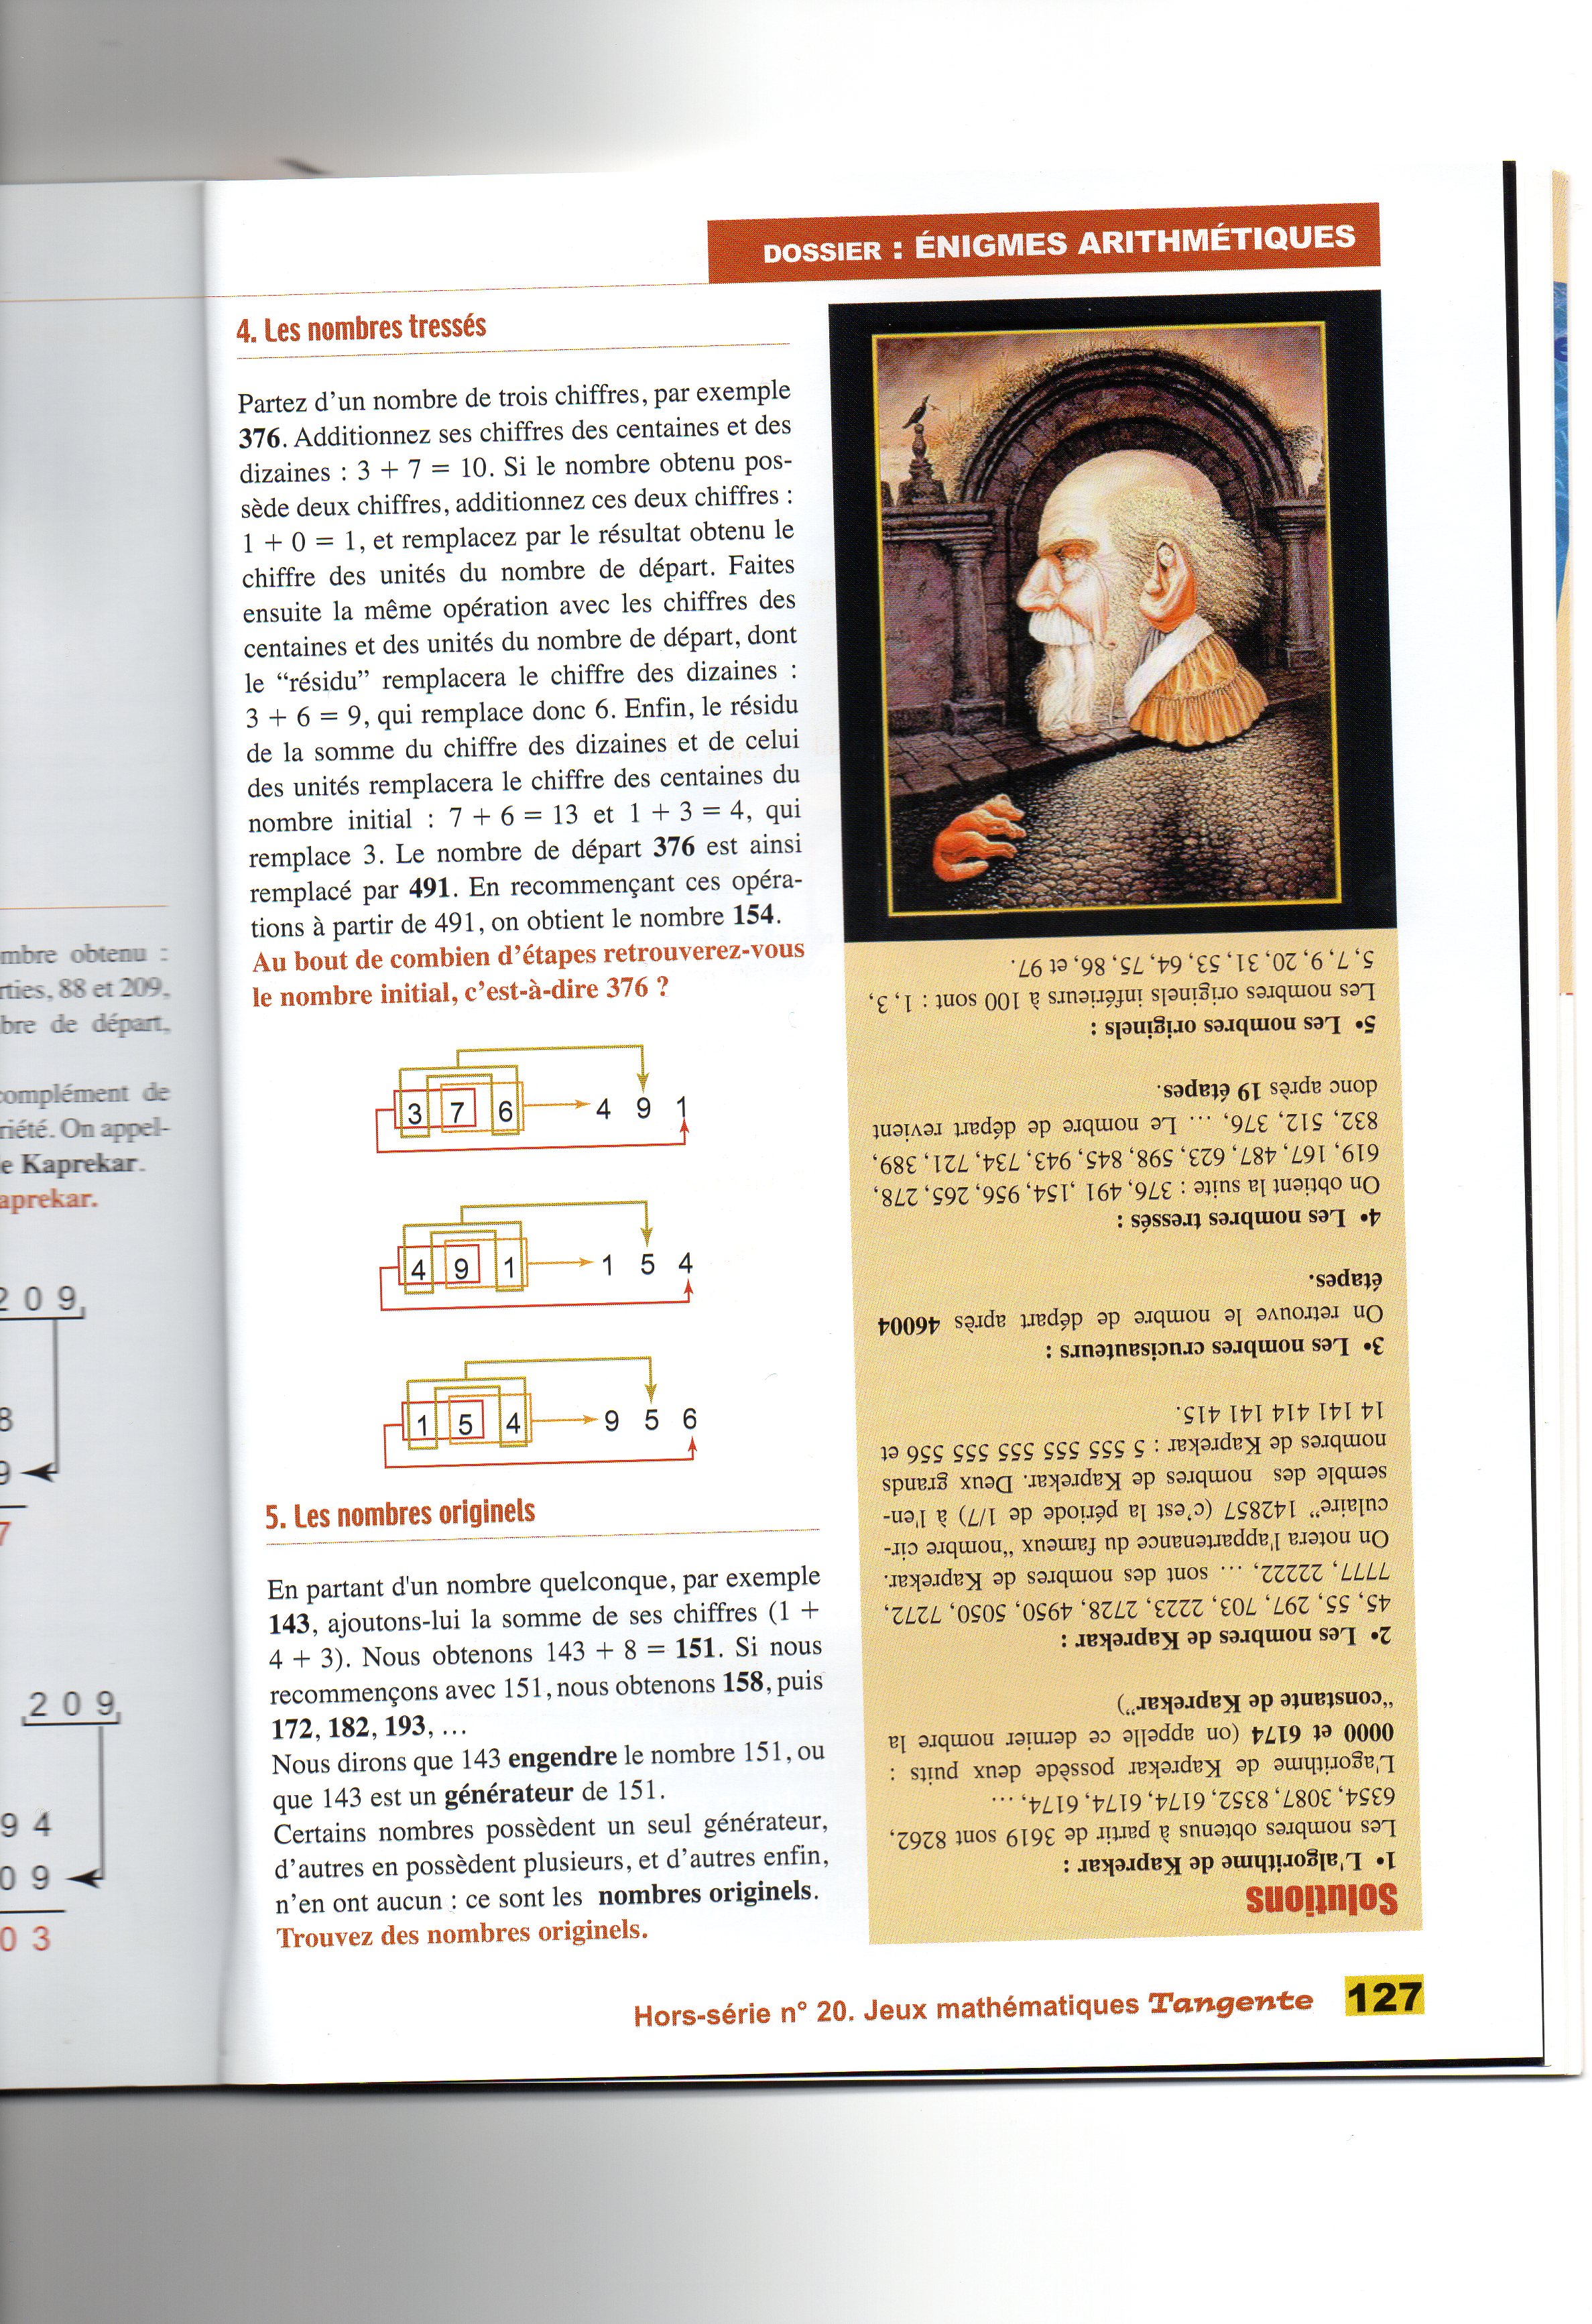 mbre obtenu :
rties, 88 et 209,
bre de départ,
complément de
riété. On appel-
e Kaprekar.
aprekar.
2 0 9
8
9
7
2 0 9
9 4
0 9
0 3
DOSSIER : ÉNIGMES ARITHMÉTIQUES
4. Les nombres tressés
Partez d’un nombre de trois chiffres, par exemple
376. Additionnez ses chiffres des centaines et des
dizaines : 3 + 7 = 10. Si le nombre obtenu pos-
sède deux chiffres, additionnez ces deux chiffres :
1 + 0 = 1, et remplacez par le résultat obtenu le
chiffre des unités du nombre de départ. Faites
ensuite la même opération avec les chiffres des
centaines et des unités du nombre de départ, dont
le “résidu” remplacera le chiffre des dizaines :
3 + 6 = 9, qui remplace donc 6. Enfin, le résidu
de la somme du chiffre des dizaines et de celui
des unités remplacera le chiffre des centaines du
nombre initial : 7 + 6 = 13 et 1 + 3 = 4, qui
remplace 3. Le nombre de départ 376 est ainsi
remplacé par 491. En recommençant ces opéra-
tions à partir de 491, on obtient le nombre 154.
Au bout de combien d’étapes retrouverez-vous
le nombre initial, c’est-à-dire 376 ?
3 7 6 4 9 1
4 9 1 1 5 4
1 5 4 9 5 6
5. Les nombres originels
En partant d'un nombre quelconque, par exemple
143, ajoutons-lui la somme de ses chiffres (1 +
4 + 3). Nous obtenons 143 + 8 = 151. Si nous
recommençons avec 151, nous obtenons 158, puis
172, 182, 193, …
Nous dirons que 143 engendre le nombre 151, ou
que 143 est un générateur de 151.
Certains nombres possèdent un seul générateur,
d’autres en possèdent plusieurs, et d’autres enfin,
n’en ont aucun : ce sont les nombres originels.
Trouvez des nombres originels.
Solutions
1• L'algorithme de Kaprekar :
Les nombres obtenus à partir de 3619 sont 8262,
6354, 3087, 8352, 6174, 6174, 6174, …
L'agorithme de Kaprekar possède deux puits :
0000 et 6174 (on appelle ce dernier nombre la
“constante de Kaprekar”)
2• Les nombres de Kaprekar :
45, 55, 297, 703, 2223, 2728, 4950, 5050, 7272,
7777, 22222, … sont des nombres de Kaprekar.
On notera l'appartenance du fameux “nombre cir-
culaire” 142857 (c'est la période de 1/7) à l'en-
semble des nombres de Kaprekar. Deux grands
nombres de Kaprekar : 5 555 555 555 555 556 et
14 141 414 141 415.
3• Les nombres crucisauteurs :
On retrouve le nombre de départ après 46004
étapes.
4• Les nombres tressés :
On obtient la suite : 376, 491 ,154, 956, 265, 278,
619, 167, 487, 623, 598, 845, 943, 734, 721, 389,
832, 512, 376, … Le nombre de départ revient
donc après 19 étapes.
5• Les nombres originels :
Les nombres originels inférieurs à 100 sont : 1, 3,
5, 7, 9, 20, 31, 53, 64, 75, 86, et 97.
Hors-série n° 20. Jeux mathématiques Tangente 127